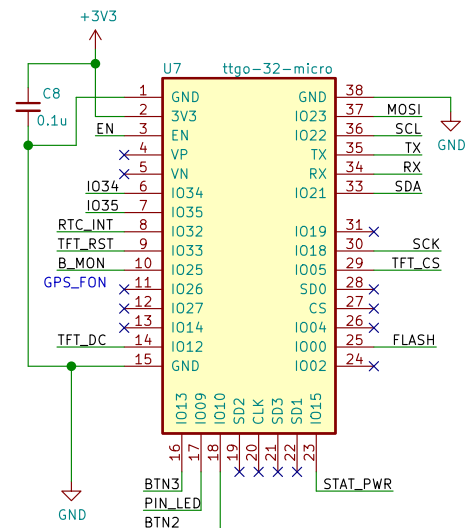 +3V3
U7 ttgo-32-micro
C8
0.1u
1 GND GND 38
2 3V3 IO23 37 MOSI
EN 3 EN IO22 36 SCL
4 VP TX 35 TX
5 VN RX 34 RX
IO34 6 IO34 IO21 33 SDA
IO35 7 IO35
RTC_INT 8 IO32 IO19 31
TFT_RST 9 IO33 IO18 30 SCK
B_MON 10 IO25 IO05 29 TFT_CS
GPS_FON 11 IO26 SD0 28
12 IO27 CS 27
13 IO14 IO04 26
TFT_DC 14 IO12 IO00 25 FLASH
15 GND IO02 24
GND
IO13 IO09 IO10 SD2 CLK SD3 SD1 IO15
16 17 18 19 20 21 22 23
BTN3 STAT_PWR
PIN_LED
BTN2
GND